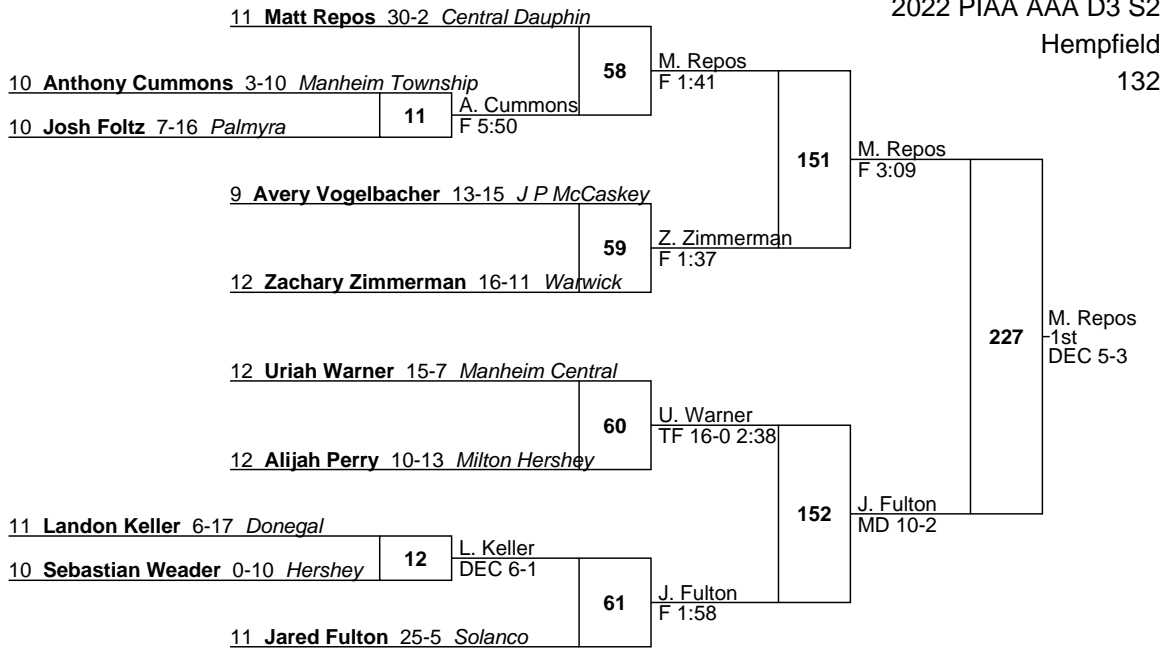 2022 PIAA AAA D3 S2
Hempfield
132
11 Matt Repos 30-2 Central Dauphin
58
M. Repos
F 1:41
10 Anthony Cummons 3-10 Manheim Township
11
A. Cummons
F 5:50
10 Josh Foltz 7-16 Palmyra
151
M. Repos
F 3:09
9 Avery Vogelbacher 13-15 J P McCaskey
59
Z. Zimmerman
F 1:37
12 Zachary Zimmerman 16-11 Warwick
227
M. Repos
1st
DEC 5-3
12 Uriah Warner 15-7 Manheim Central
60
U. Warner
TF 16-0 2:38
12 Alijah Perry 10-13 Milton Hershey
152
J. Fulton
MD 10-2
11 Landon Keller 6-17 Donegal
12
L. Keller
DEC 6-1
10 Sebastian Weader 0-10 Hershey
61
J. Fulton
F 1:58
11 Jared Fulton 25-5 Solanco